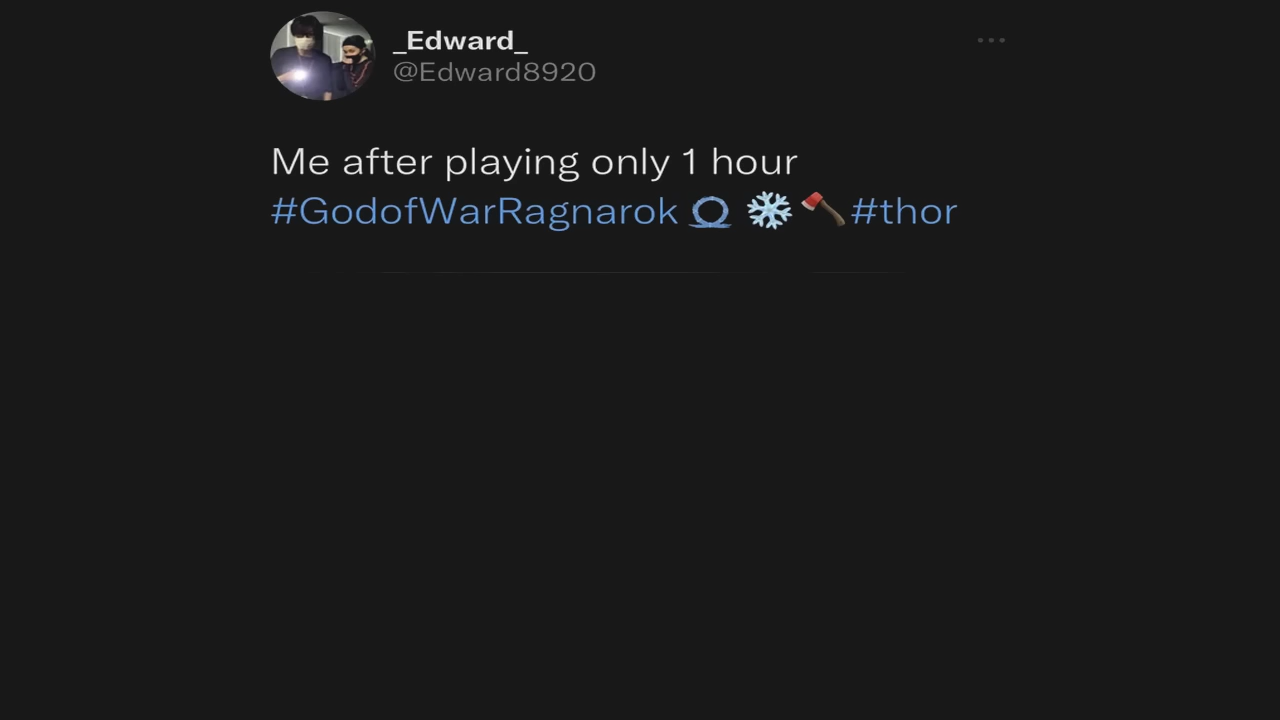 _Edward_
@Edward8920
Me after playing only 1 hour
#GodofWarRagnarok ❄️🪓#thor